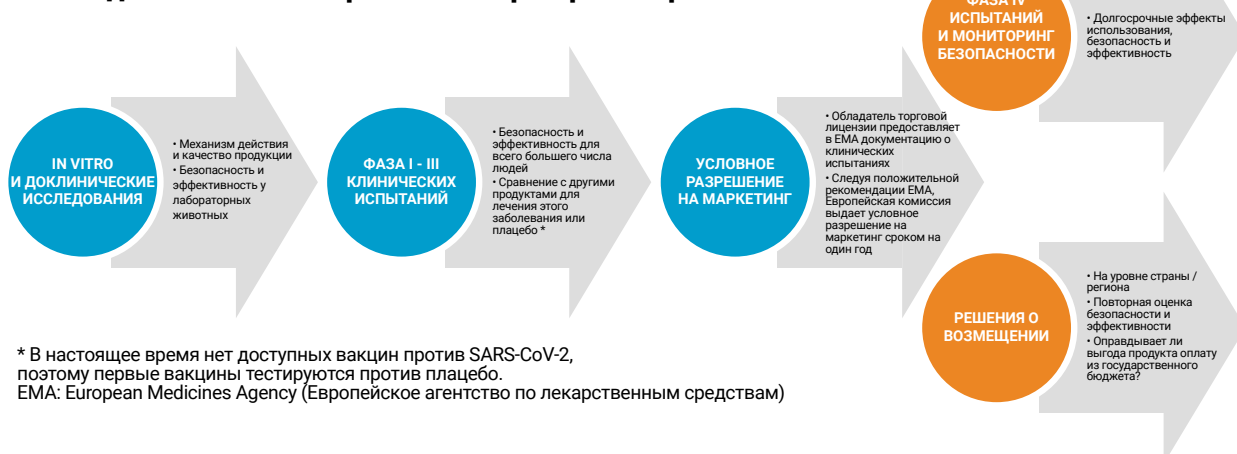 IN VITRO
И ДОКЛИНИЧЕСКИЕ
ИССЛЕДОВАНИЯ
• Механизм действия
и качество продукции
• Безопасность и
эффективность у
лабораторных
животных
ФАЗА I - III
КЛИНИЧЕСКИХ
ИСПЫТАНИЙ
• Безопасность и
эффективность для
всего большего числа
людей
• Сравнение с другими
продуктами для
лечения этого
заболевания или
плацебо *
УСЛОВНОЕ
РАЗРЕШЕНИЕ
НА МАРКЕТИНГ
• Обладатель торговой
лицензии предоставляет
в ЕМА документацию о
клинических
испытаниях
• Следуя положительной
рекомендации ЕМА,
Европейская комиссия
выдает условное
разрешение на
маркетинг сроком на
один год
ФАЗА IV
ИСПЫТАНИЙ
И МОНИТОРИНГ
БЕЗОПАСНОСТИ
• Долгосрочные эффекты
использования,
безопасность и
эффективность
РЕШЕНИЯ О
ВОЗМЕЩЕНИИ
• На уровне страны /
региона
• Повторная оценка
безопасности и
эффективности
• Оправдывает ли
выгода продукта оплату
из государственного
бюджета?
* В настоящее время нет доступных вакцин против SARS-CoV-2,
поэтому первые вакцины тестируются против плацебо.
EMA: European Medicines Agency (Европейское агентство по лекарственным средствам)